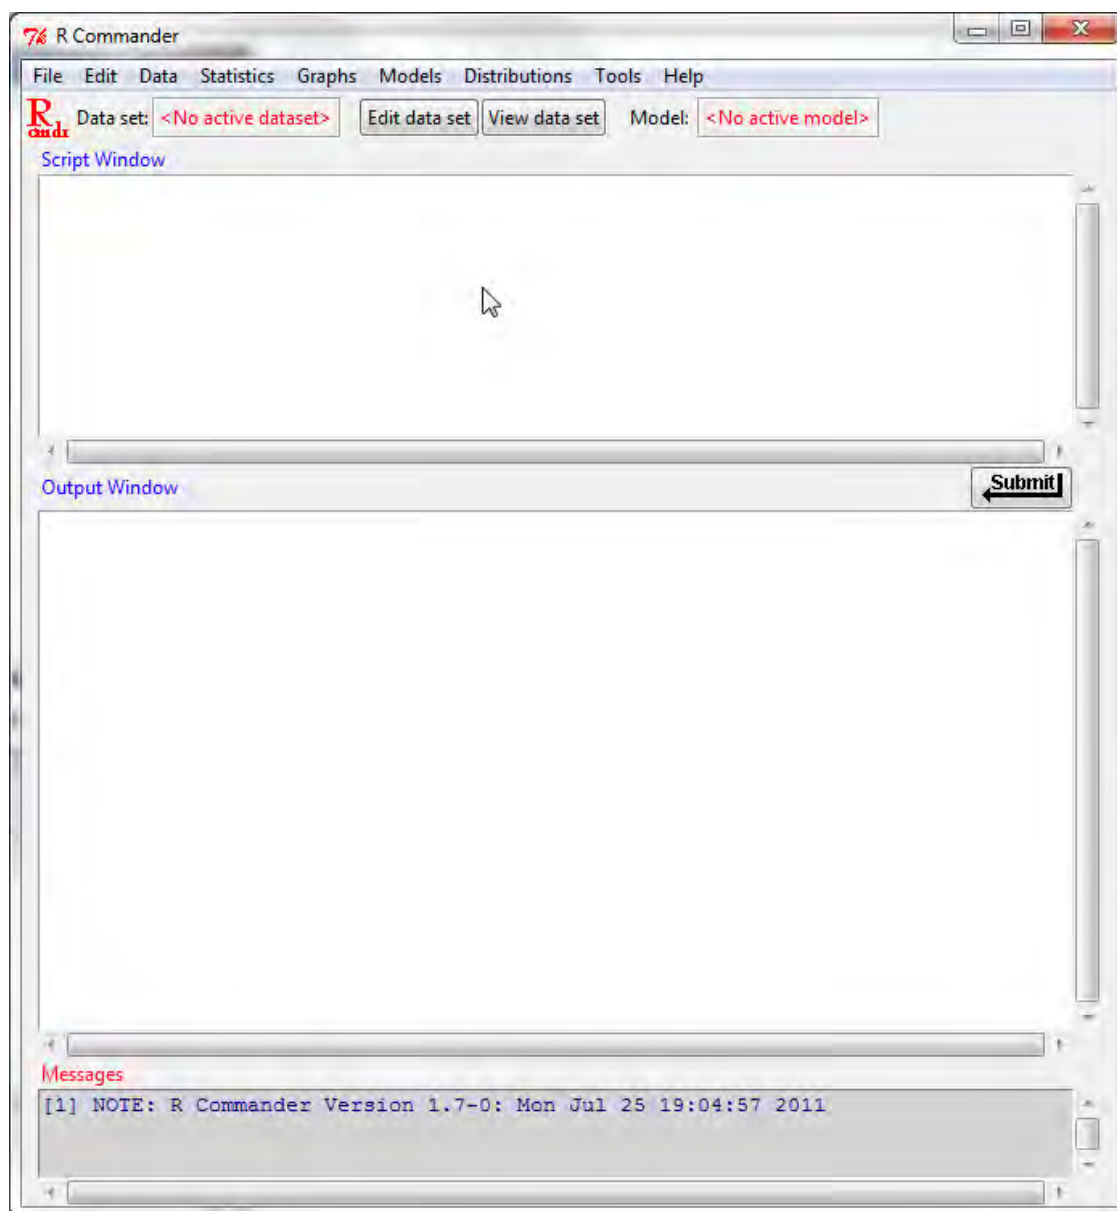 R Commander
File Edit Data Statistics Graphs Models Distributions Tools Help
R cmdr Data set: <No active dataset> Edit data set View data set Model: <No active model>
Script Window
Output Window
Submit
Messages
[1] NOTE: R Commander Version 1.7-0: Mon Jul 25 19:04:57 2011